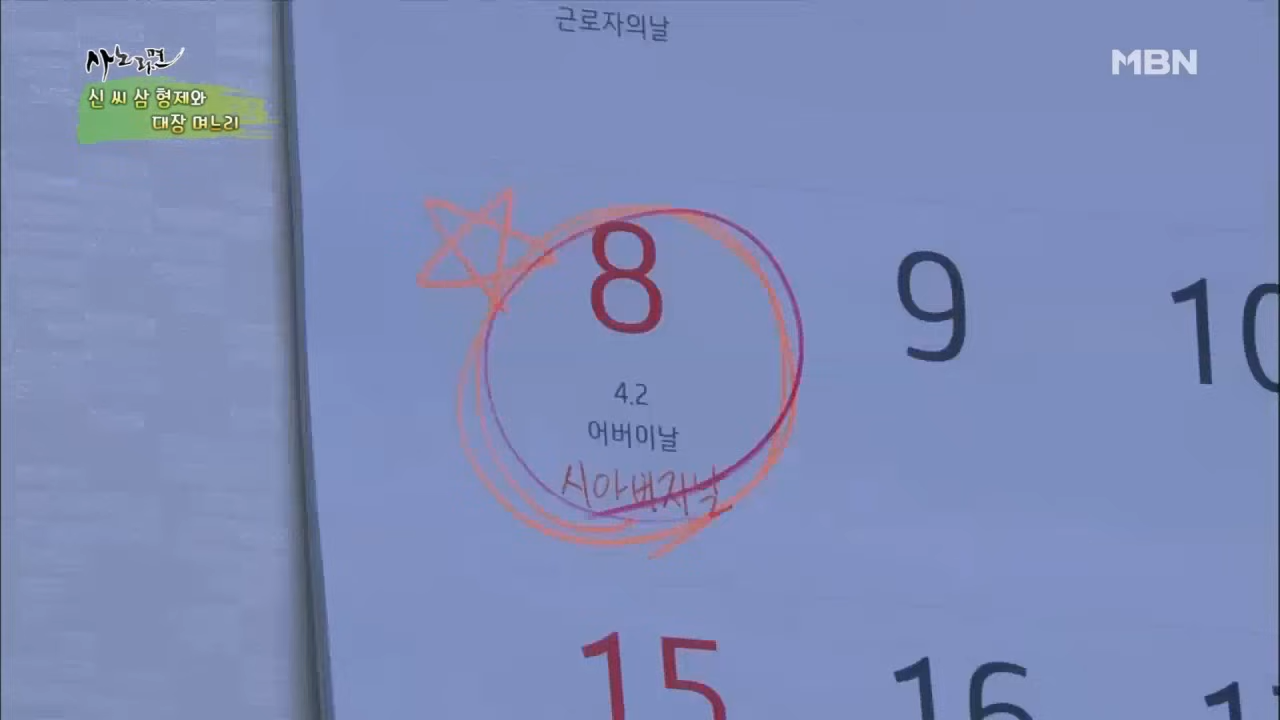 근로자의날
사노라면
MBN
신 씨 삼 형제와
대장 며느리
8
9
10
4.2
어버이날
시아버지날
15
16